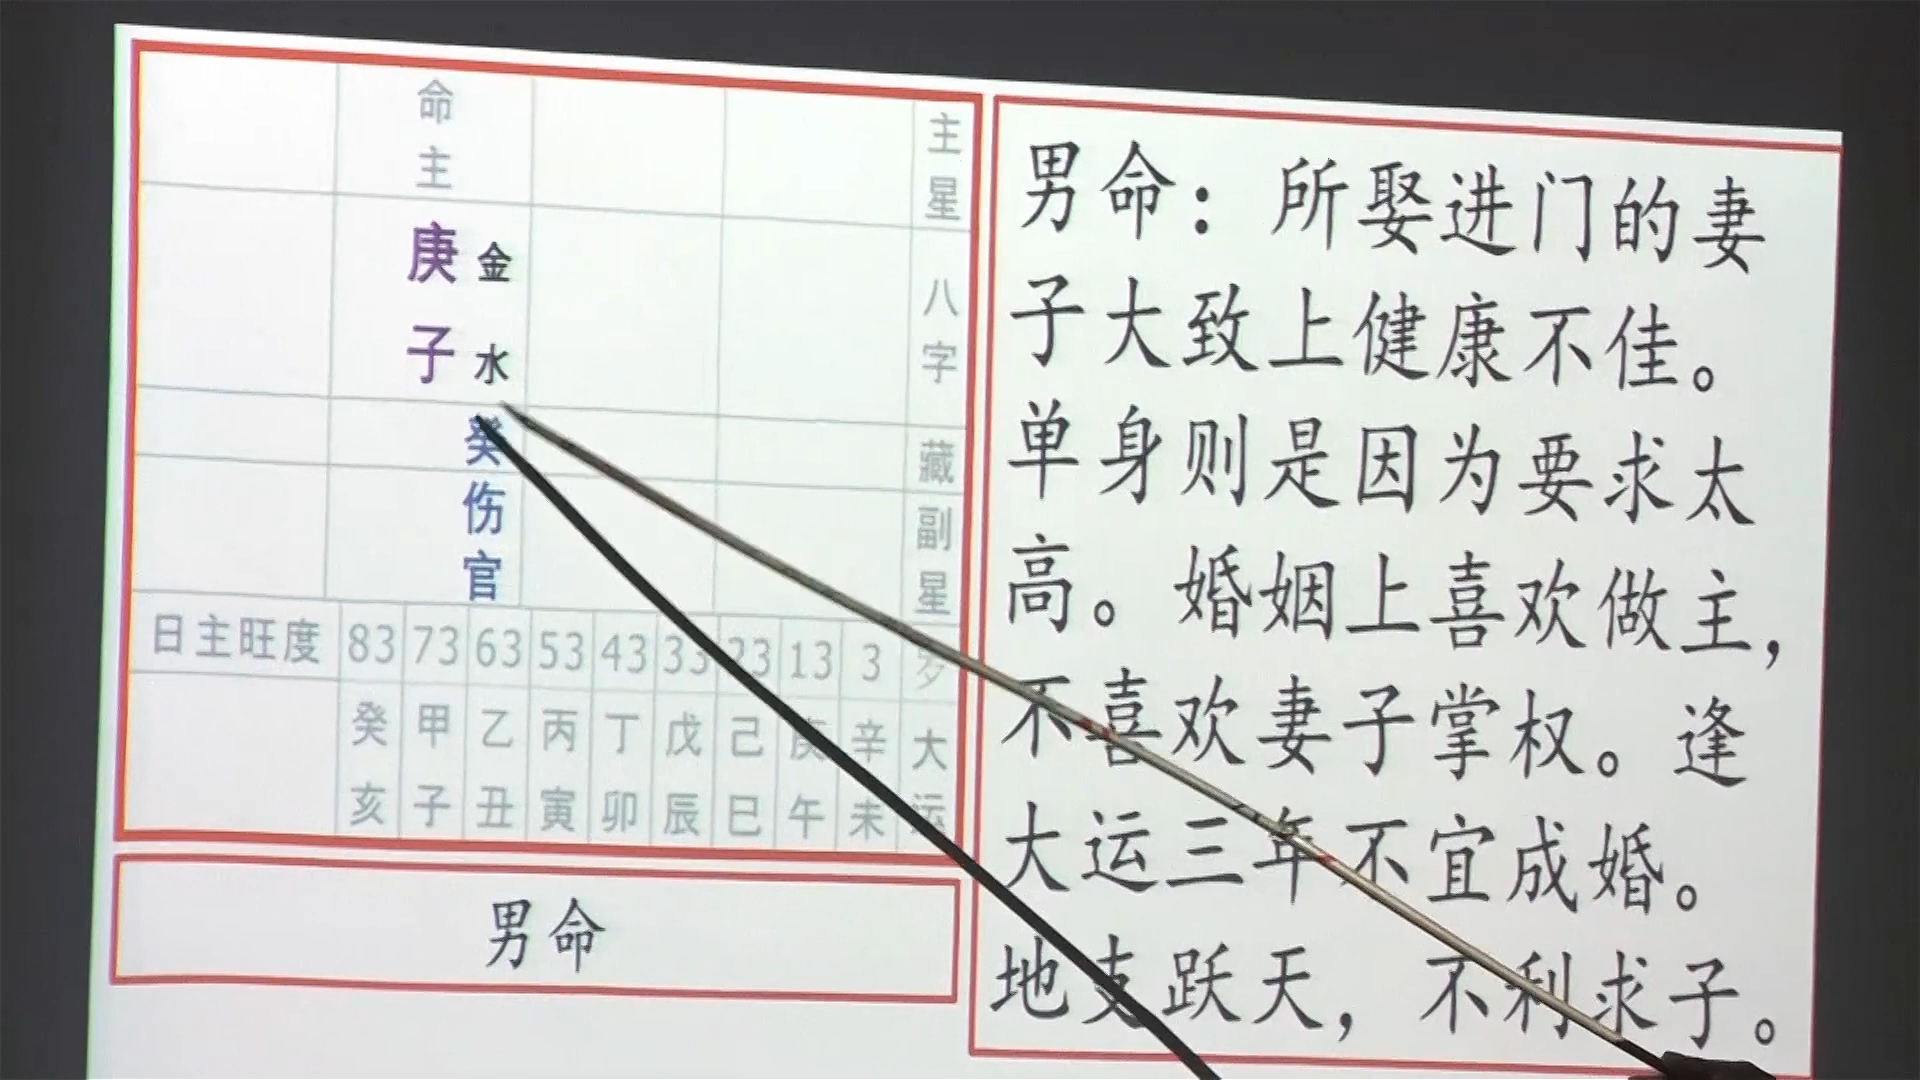 命主
主星
庚 金
子 水
八字
癸
藏
伤官
副星
日主旺度 83 73 63 53 43 33 23 13 3 岁
癸 甲 乙 丙 丁 戊 己 庚 辛 大
亥 子 丑 寅 卯 辰 巳 午 未 运
男命
男命：所娶进门的妻
子大致上健康不佳。
单身则是因为要求太
高。婚姻上喜欢做主，
不喜欢妻子掌权。逢
大运三年不宜成婚。
地支跃天，不利求子。